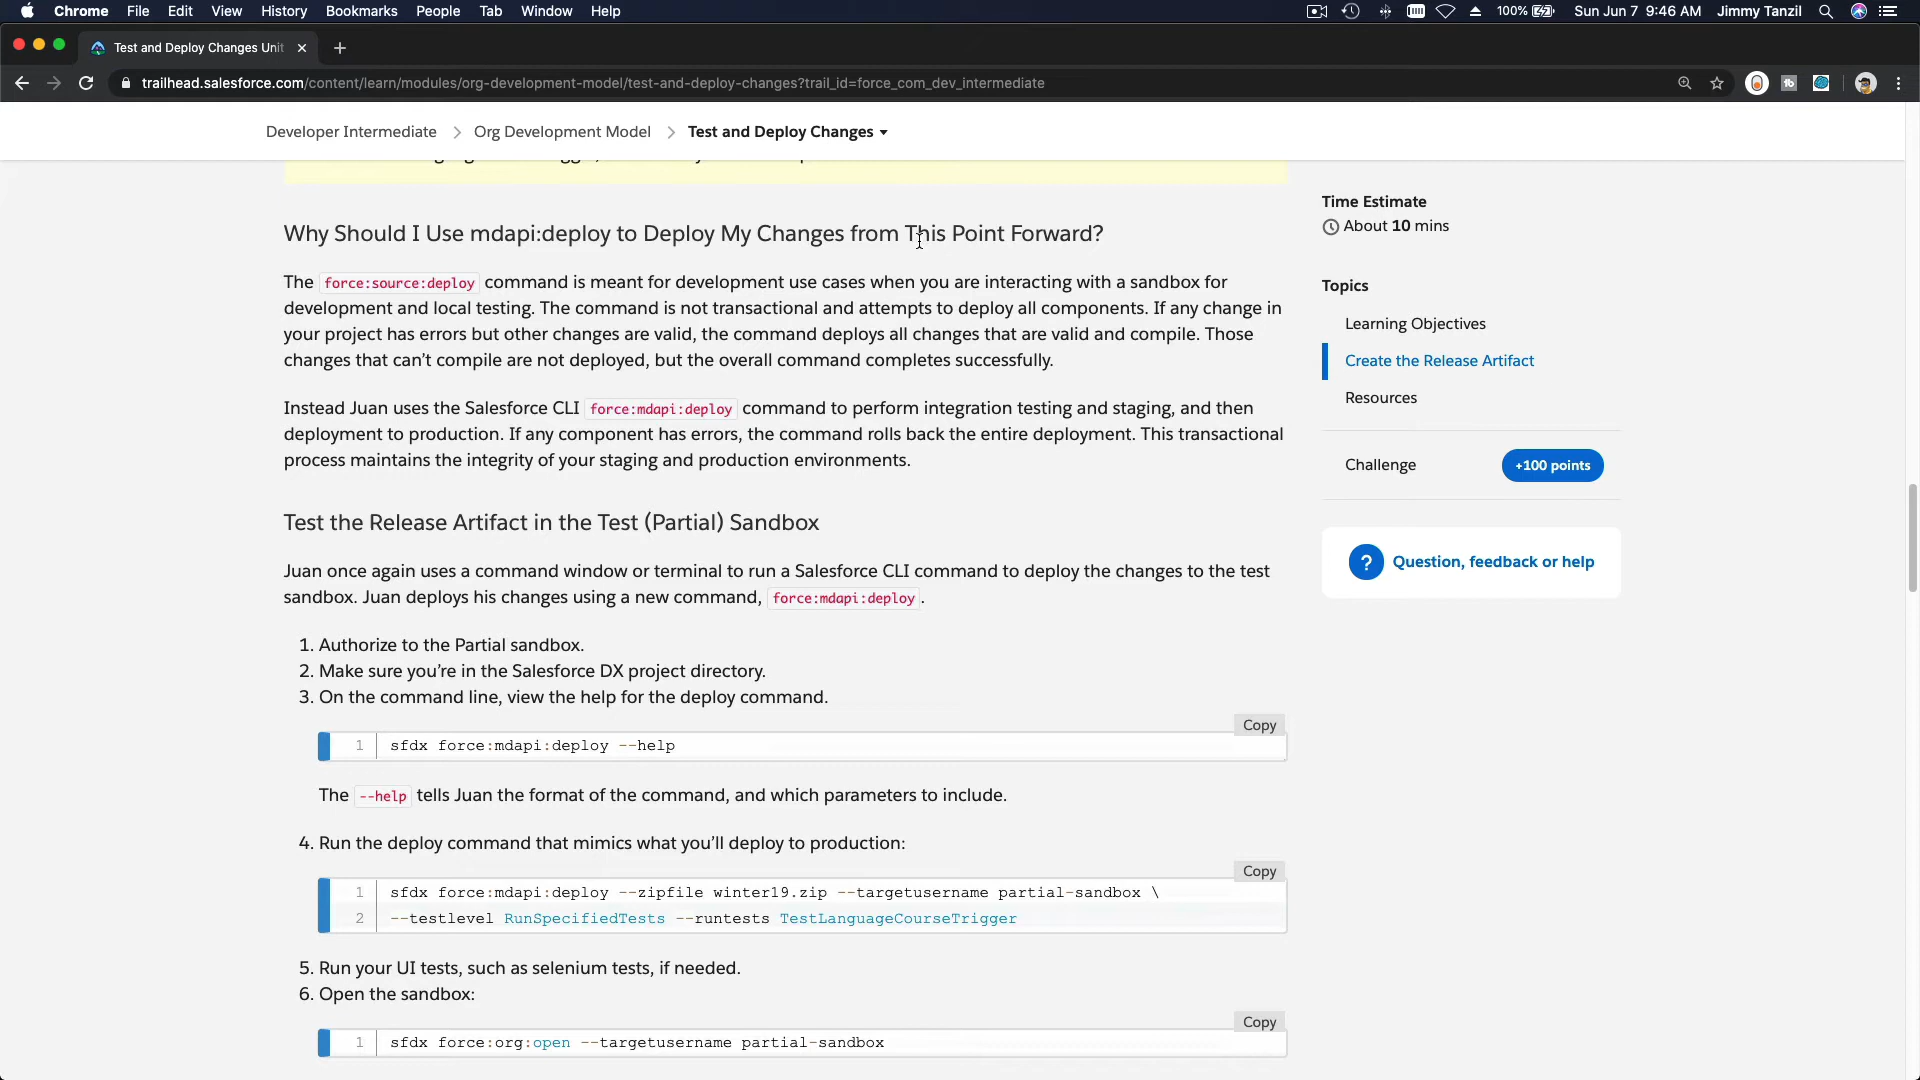 Chrome File Edit View History Bookmarks People Tab Window Help 100% Sun Jun 7 9:46 AM Jimmy Tanzil
Test and Deploy Changes Unit
trailhead.salesforce.com/content/learn/modules/org-development-model/test-and-deploy-changes?trail_id=force_com_dev_intermediate
Developer Intermediate > Org Development Model > Test and Deploy Changes
Why Should I Use mdapi:deploy to Deploy My Changes from This Point Forward?
The force:source:deploy command is meant for development use cases when you are interacting with a sandbox for
development and local testing. The command is not transactional and attempts to deploy all components. If any change in
your project has errors but other changes are valid, the command deploys all changes that are valid and compile. Those
changes that can't compile are not deployed, but the overall command completes successfully.
Instead Juan uses the Salesforce CLI force:mdapi:deploy command to perform integration testing and staging, and then
deployment to production. If any component has errors, the command rolls back the entire deployment. This transactional
process maintains the integrity of your staging and production environments.
Test the Release Artifact in the Test (Partial) Sandbox
Juan once again uses a command window or terminal to run a Salesforce CLI command to deploy the changes to the test
sandbox. Juan deploys his changes using a new command, force:mdapi:deploy.
1. Authorize to the Partial sandbox.
2. Make sure you're in the Salesforce DX project directory.
3. On the command line, view the help for the deploy command.
Copy
1 sfdx force:mdapi:deploy --help
The --help tells Juan the format of the command, and which parameters to include.
4. Run the deploy command that mimics what you'll deploy to production:
Copy
1 sfdx force:mdapi:deploy --zipfile winter19.zip --targetusername partial-sandbox \
2 --testlevel RunSpecifiedTests --runtests TestLanguageCourseTrigger
5. Run your UI tests, such as selenium tests, if needed.
6. Open the sandbox:
Copy
1 sfdx force:org:open --targetusername partial-sandbox
Time Estimate
About 10 mins
Topics
Learning Objectives
Create the Release Artifact
Resources
Challenge +100 points
? Question, feedback or help